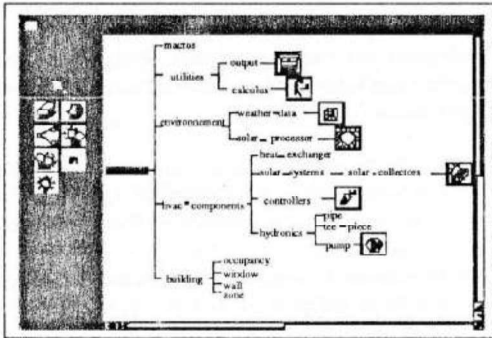 macros
utilities
output
calculus
environnement
weather-data
solar-processor
hvac-components
heat-exchanger
solar-systems
solar-collectors
controllers
hydronics
pipe
tee-piece
pump
building
occupancy
window
wall
zone